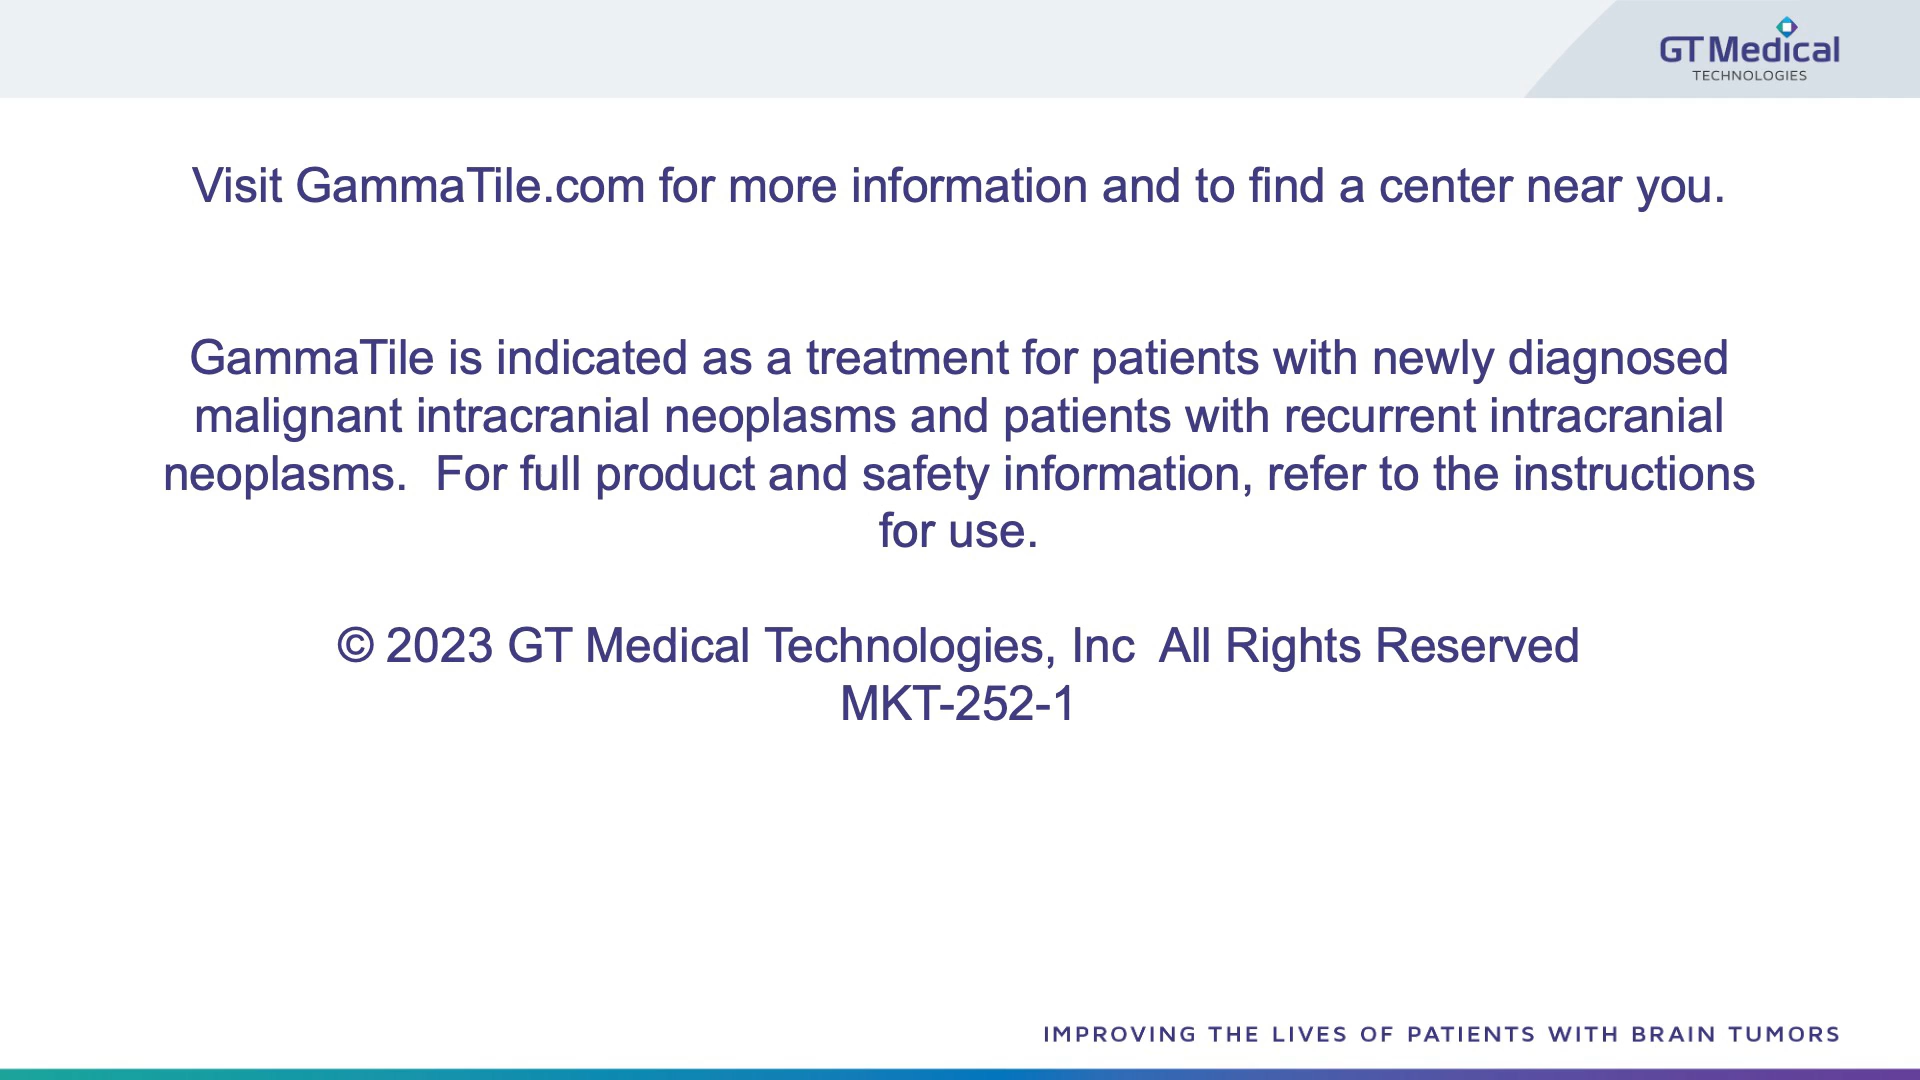 GT Medical
TECHNOLOGIES
Visit GammaTile.com for more information and to find a center near you.
GammaTile is indicated as a treatment for patients with newly diagnosed
malignant intracranial neoplasms and patients with recurrent intracranial
neoplasms.  For full product and safety information, refer to the instructions
for use.
© 2023 GT Medical Technologies, Inc  All Rights Reserved
MKT-252-1
IMPROVING THE LIVES OF PATIENTS WITH BRAIN TUMORS